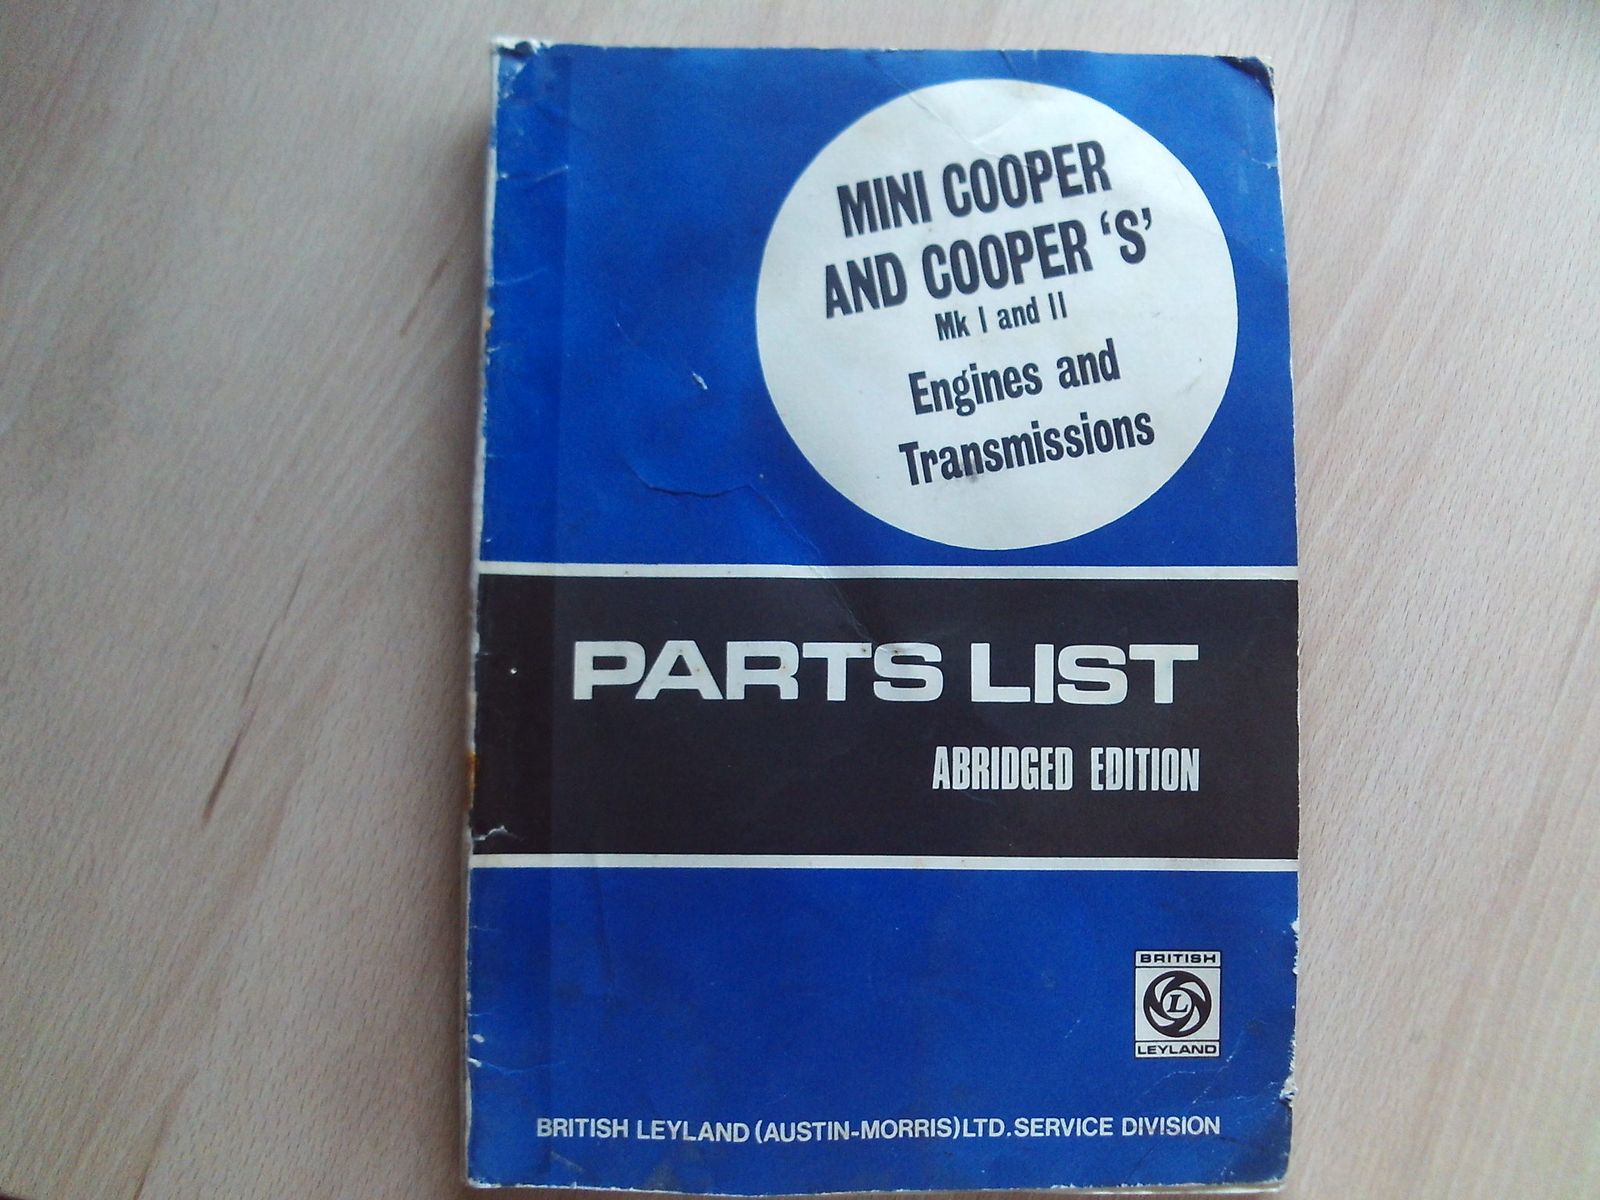 MINI COOPER
AND COOPER 'S'
Mk I and II
Engines and
Transmissions
PARTS LIST
ABRIDGED EDITION
BRITISH
L
LEYLAND
BRITISH LEYLAND (AUSTIN-MORRIS) LTD. SERVICE DIVISION